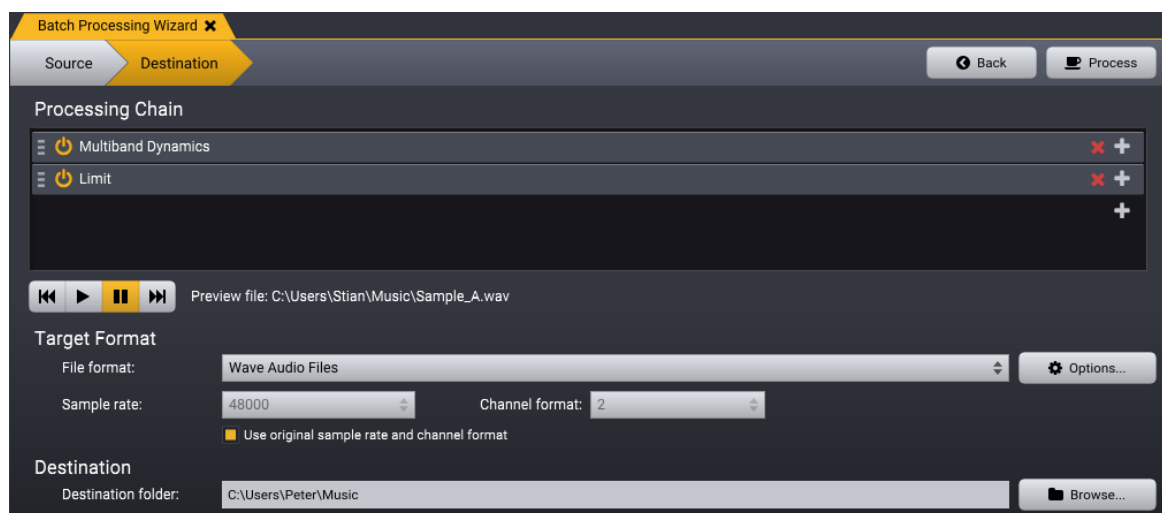 Batch Processing Wizard
Source Destination Back Process
Processing Chain
Multiband Dynamics
Limit
Preview file: C:\Users\Stian\Music\Sample_A.wav
Target Format
File format: Wave Audio Files Options...
Sample rate: 48000 Channel format: 2
Use original sample rate and channel format
Destination
Destination folder: C:\Users\Peter\Music Browse...